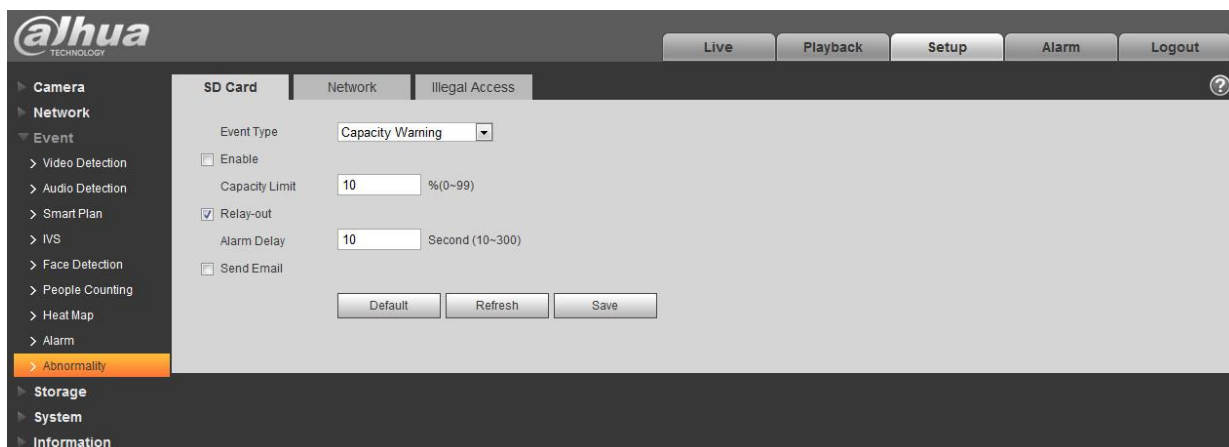 alhua
TECHNOLOGY
Live
Playback
Setup
Alarm
Logout
Camera
Network
Event
Video Detection
Audio Detection
Smart Plan
IVS
Face Detection
People Counting
Heat Map
Alarm
Abnormality
Storage
System
Information
SD Card
Network
Illegal Access
?
Event Type
Capacity Warning
Enable
Capacity Limit
10
%(0~99)
Relay-out
Alarm Delay
10
Second (10~300)
Send Email
Default
Refresh
Save